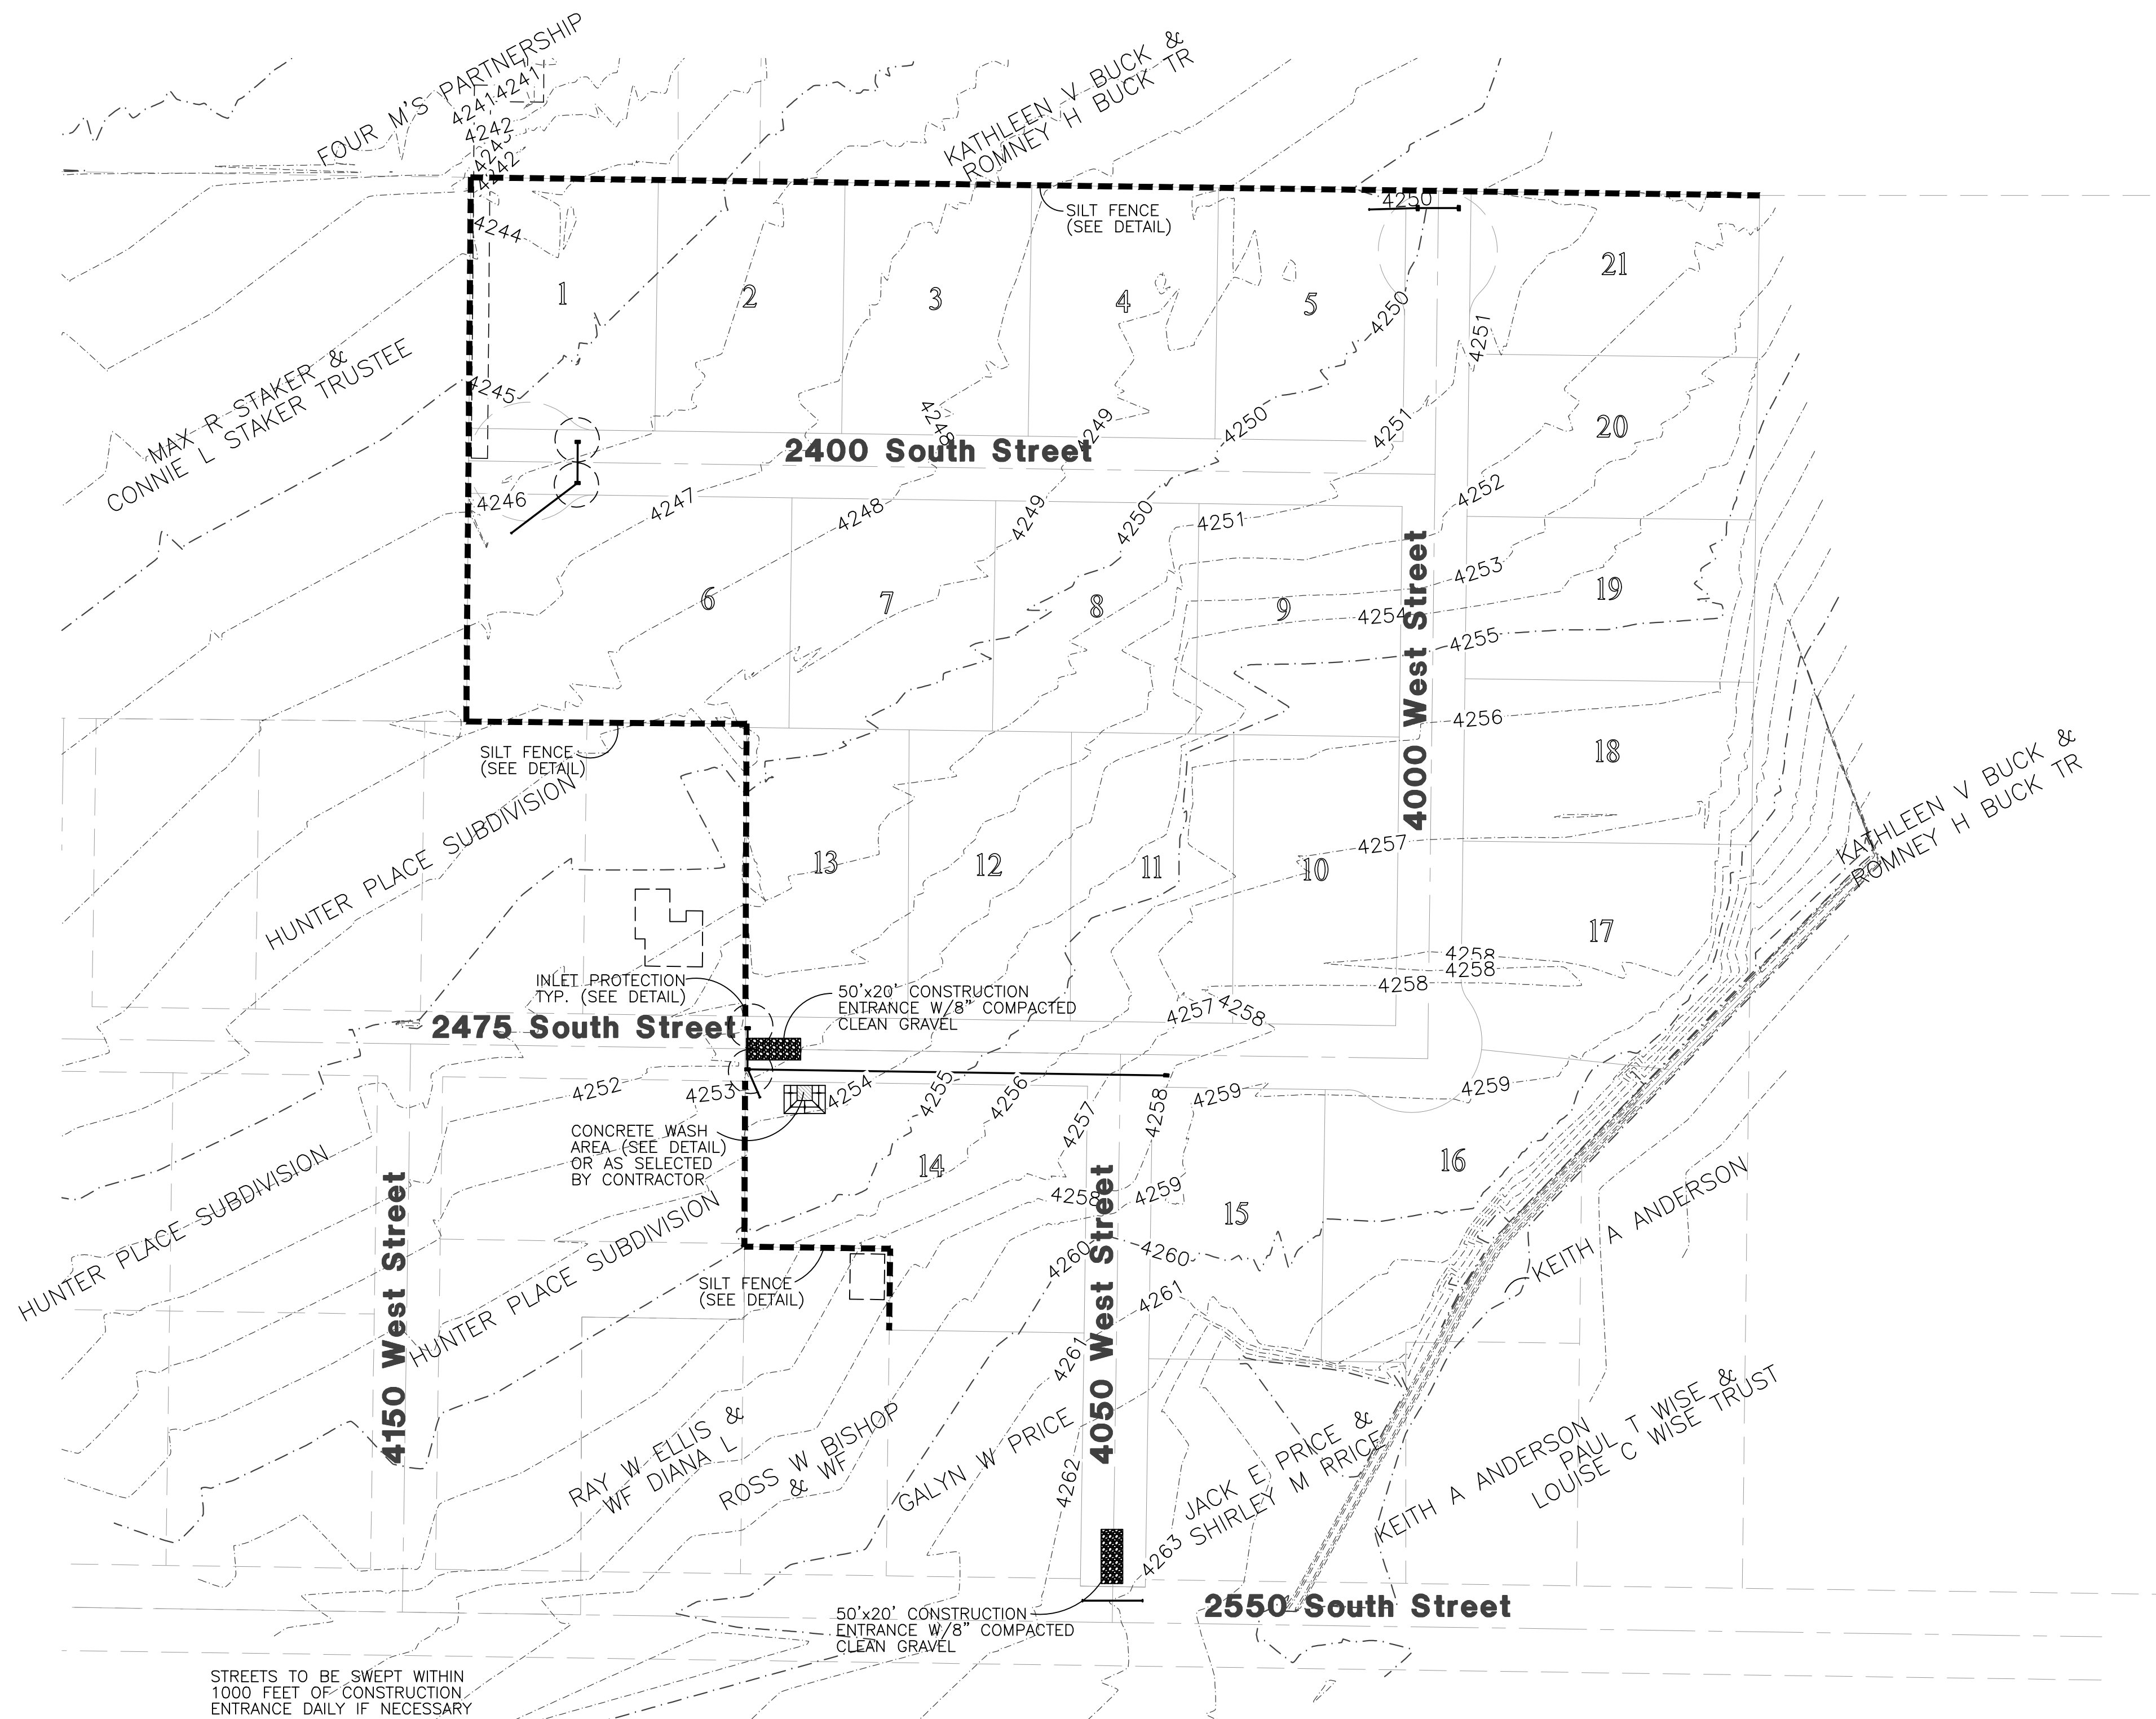 FOUR M'S PARTNERSHIP
KATHLEEN V BUCK &
ROMNEY H BUCK TR
4241
4241
4242
4243
4242
4244
SILT FENCE
(SEE DETAIL)
4250
1
2
3
4
5
21
4250
4251
MAX R STAKER &
CONNIE L STAKER TRUSTEE
4245
4248
4249
4250
4251
20
2400 South Street
4246
4247
4248
4249
4250
4251
4252
4253
4254
4255
4256
6
7
8
9
19
4000 West Street
18
SILT FENCE
(SEE DETAIL)
HUNTER PLACE SUBDIVISION
KATHLEEN V BUCK &
ROMNEY H BUCK TR
4257
13
12
11
10
17
4258
4258
4258
INLET PROTECTION
TYP. (SEE DETAIL)
50'x20' CONSTRUCTION
ENTRANCE W/8" COMPACTED
CLEAN GRAVEL
4257
4258
2475 South Street
4252
4253
4254
4255
4256
4257
4258
4259
4259
CONCRETE WASH
AREA (SEE DETAIL)
OR AS SELECTED
BY CONTRACTOR
14
16
15
4258
4259
HUNTER PLACE SUBDIVISION
HUNTER PLACE SUBDIVISION
4150 West Street
4050 West Street
KEITH A ANDERSON
4260
4260
4261
4261
SILT FENCE
(SEE DETAIL)
RAY W ELLIS &
WF DIANA L
ROSS W BISHOP
& WF
GALYN W PRICE
JACK E PRICE &
SHIRLEY M RRICE
KEITH A ANDERSON
PAUL T WISE &
LOUISE C WISE TRUST
4262
4263
2550 South Street
50'x20' CONSTRUCTION
ENTRANCE W/8" COMPACTED
CLEAN GRAVEL
STREETS TO BE SWEPT WITHIN
1000 FEET OF CONSTRUCTION
ENTRANCE DAILY IF NECESSARY